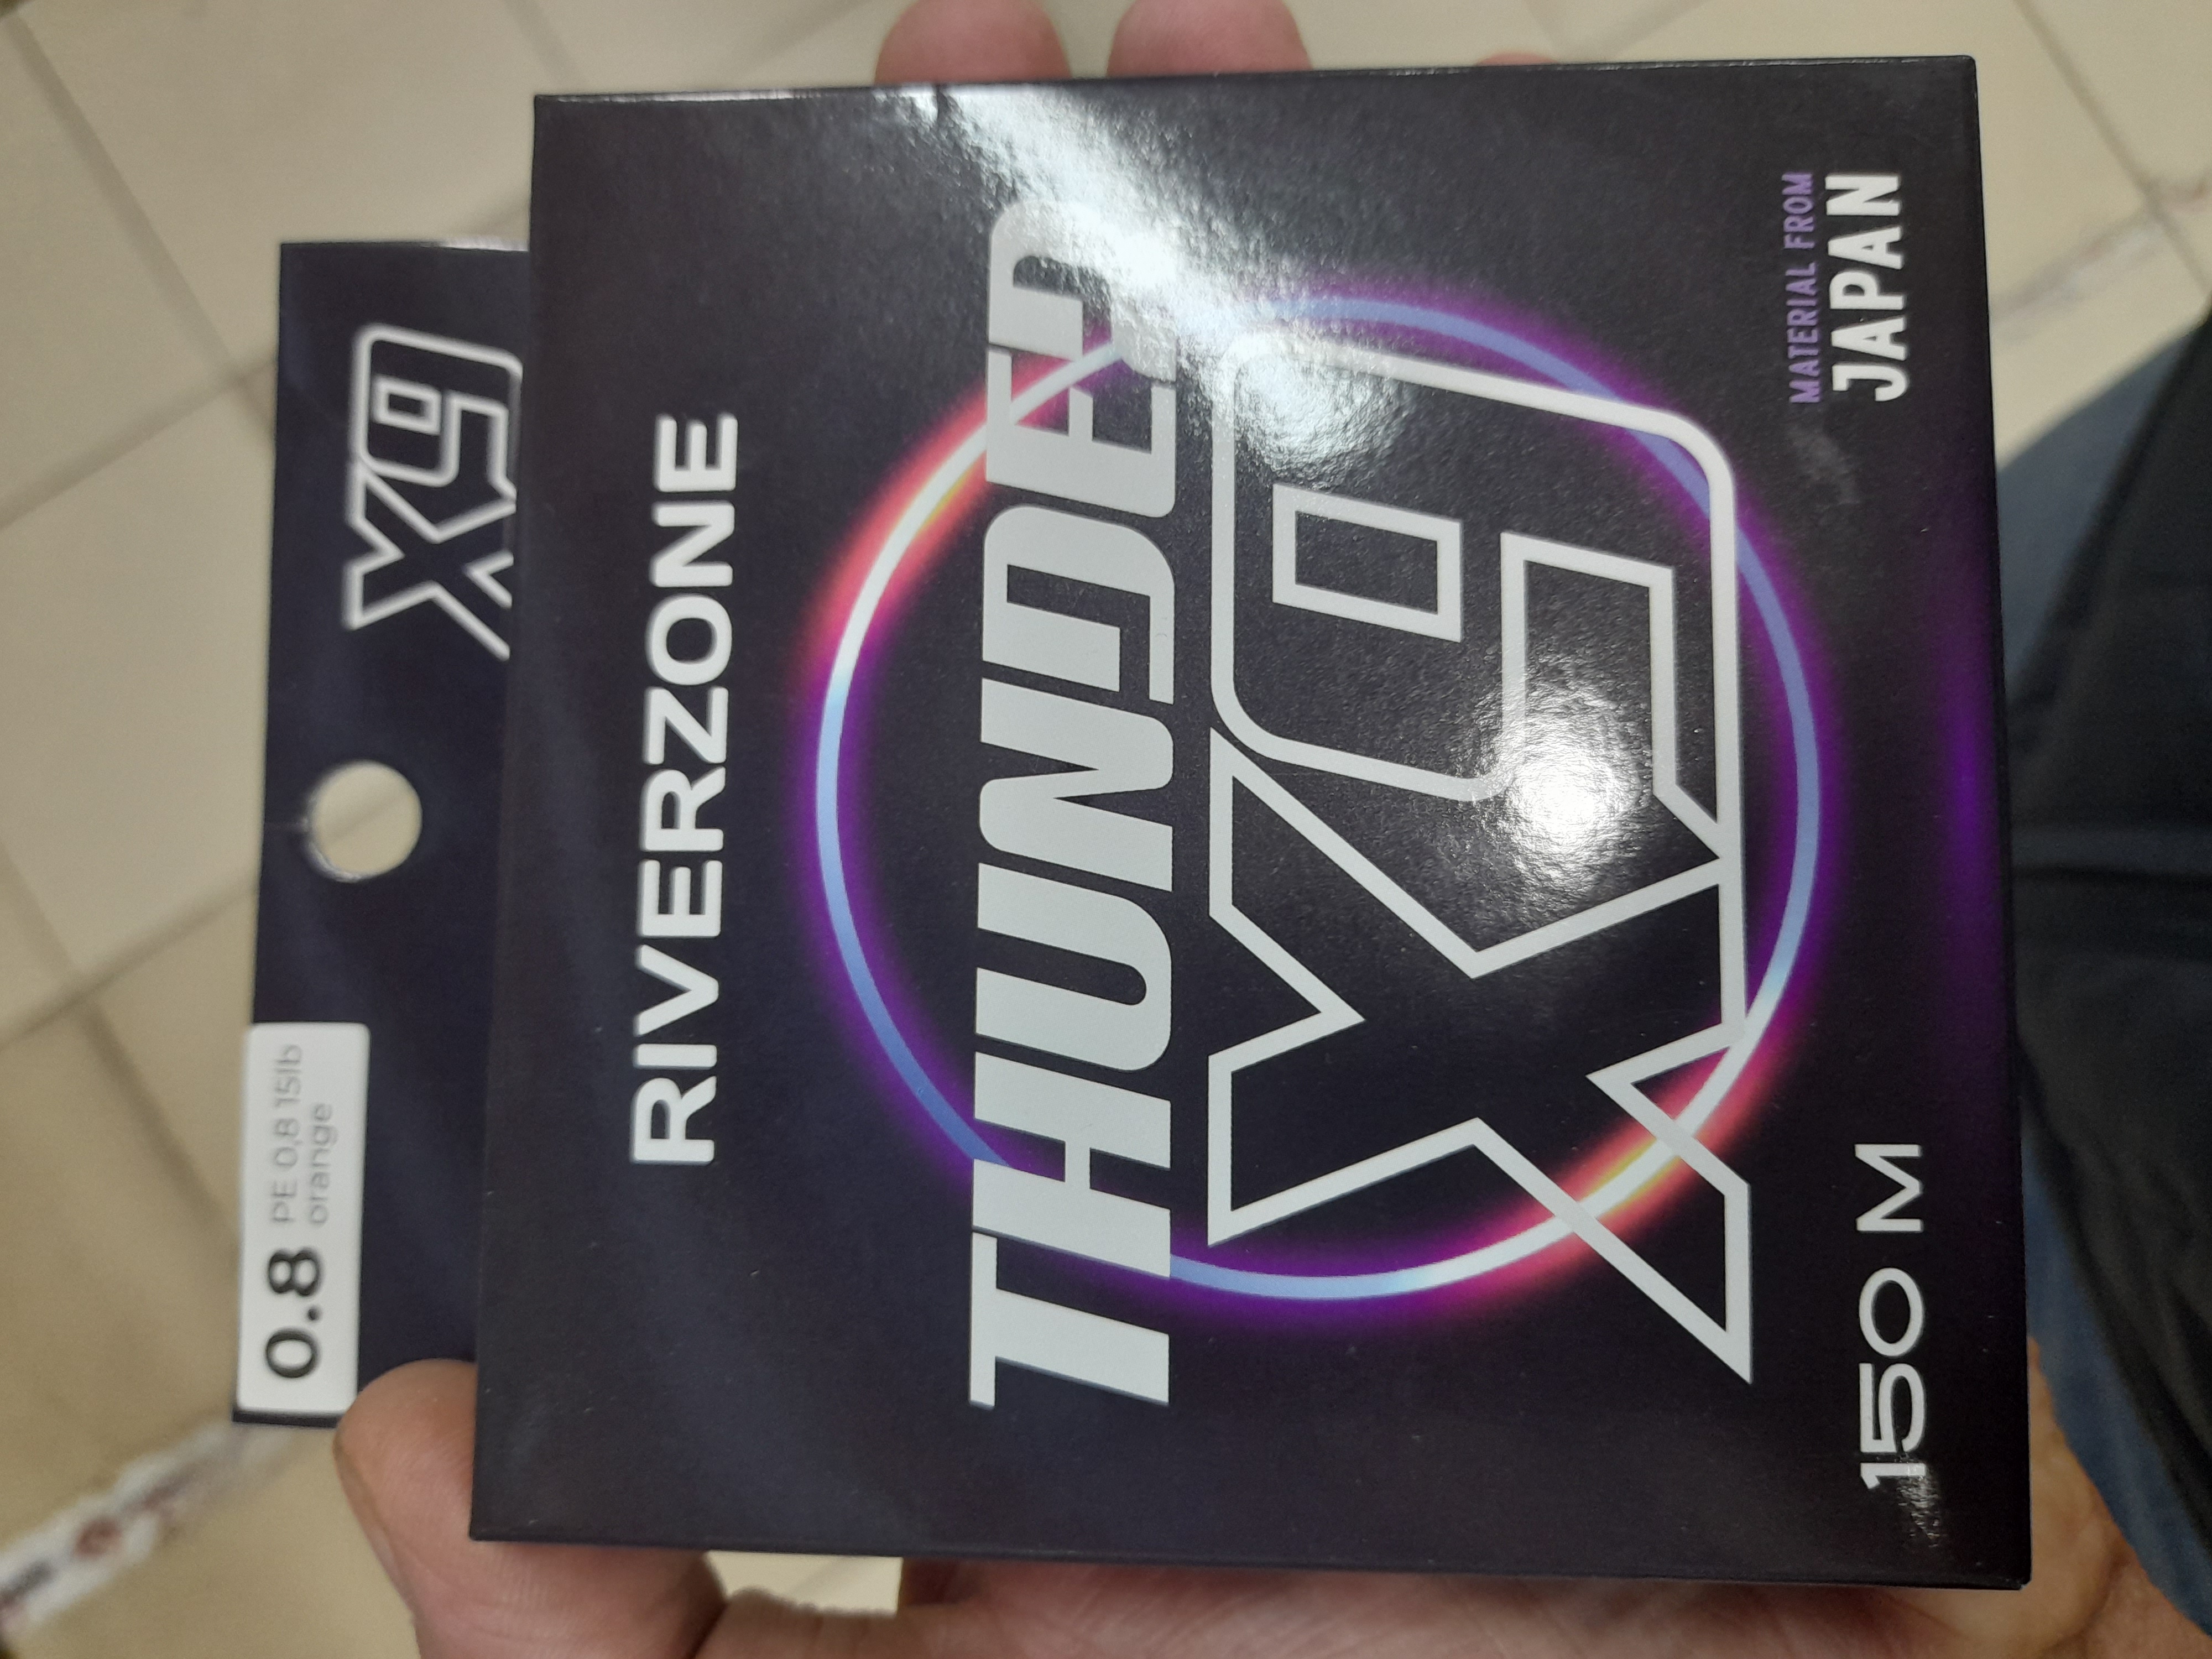 X9
0.8 PE 0,8 15lb
orange
RIVERZONE
THUNDER
X9
150 M
MATERIAL FROM
JAPAN